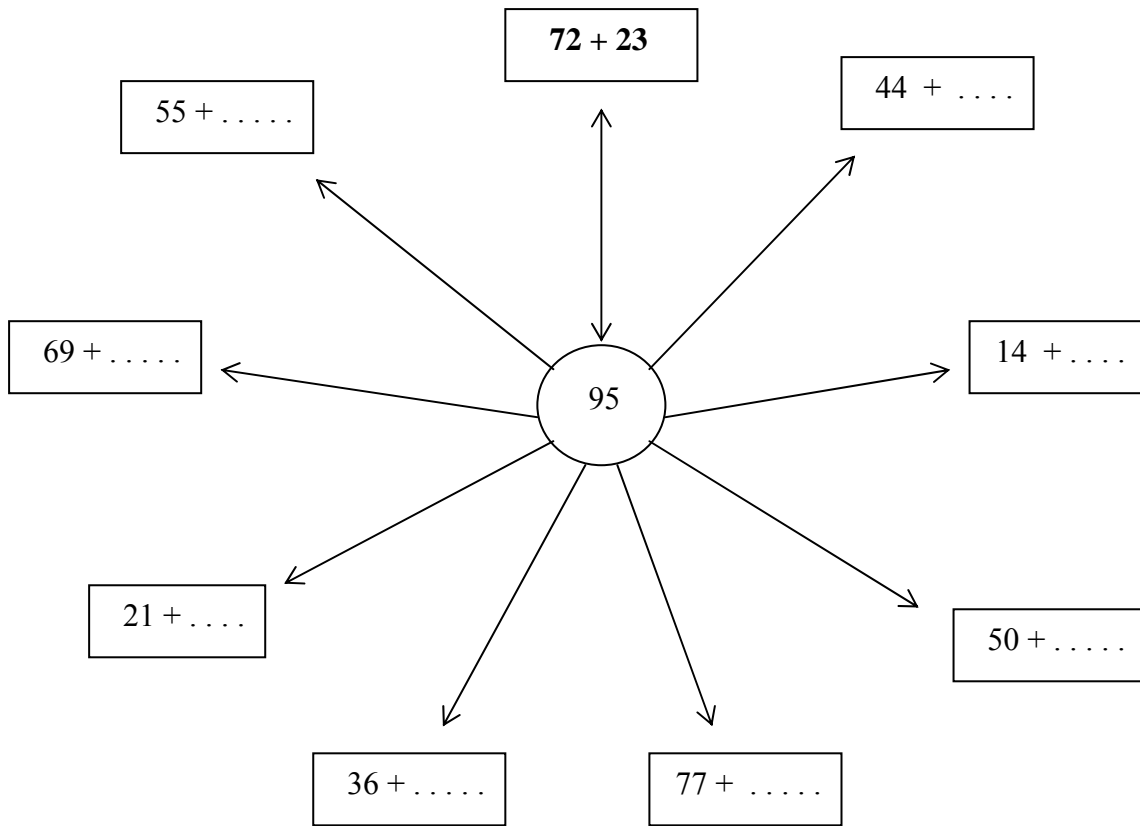 72 + 23
44 + . . . .
55 + . . . . .
69 + . . . . .
14 + . . . .
95
21 + . . . .
50 + . . . . .
36 + . . . . .
77 + . . . . .